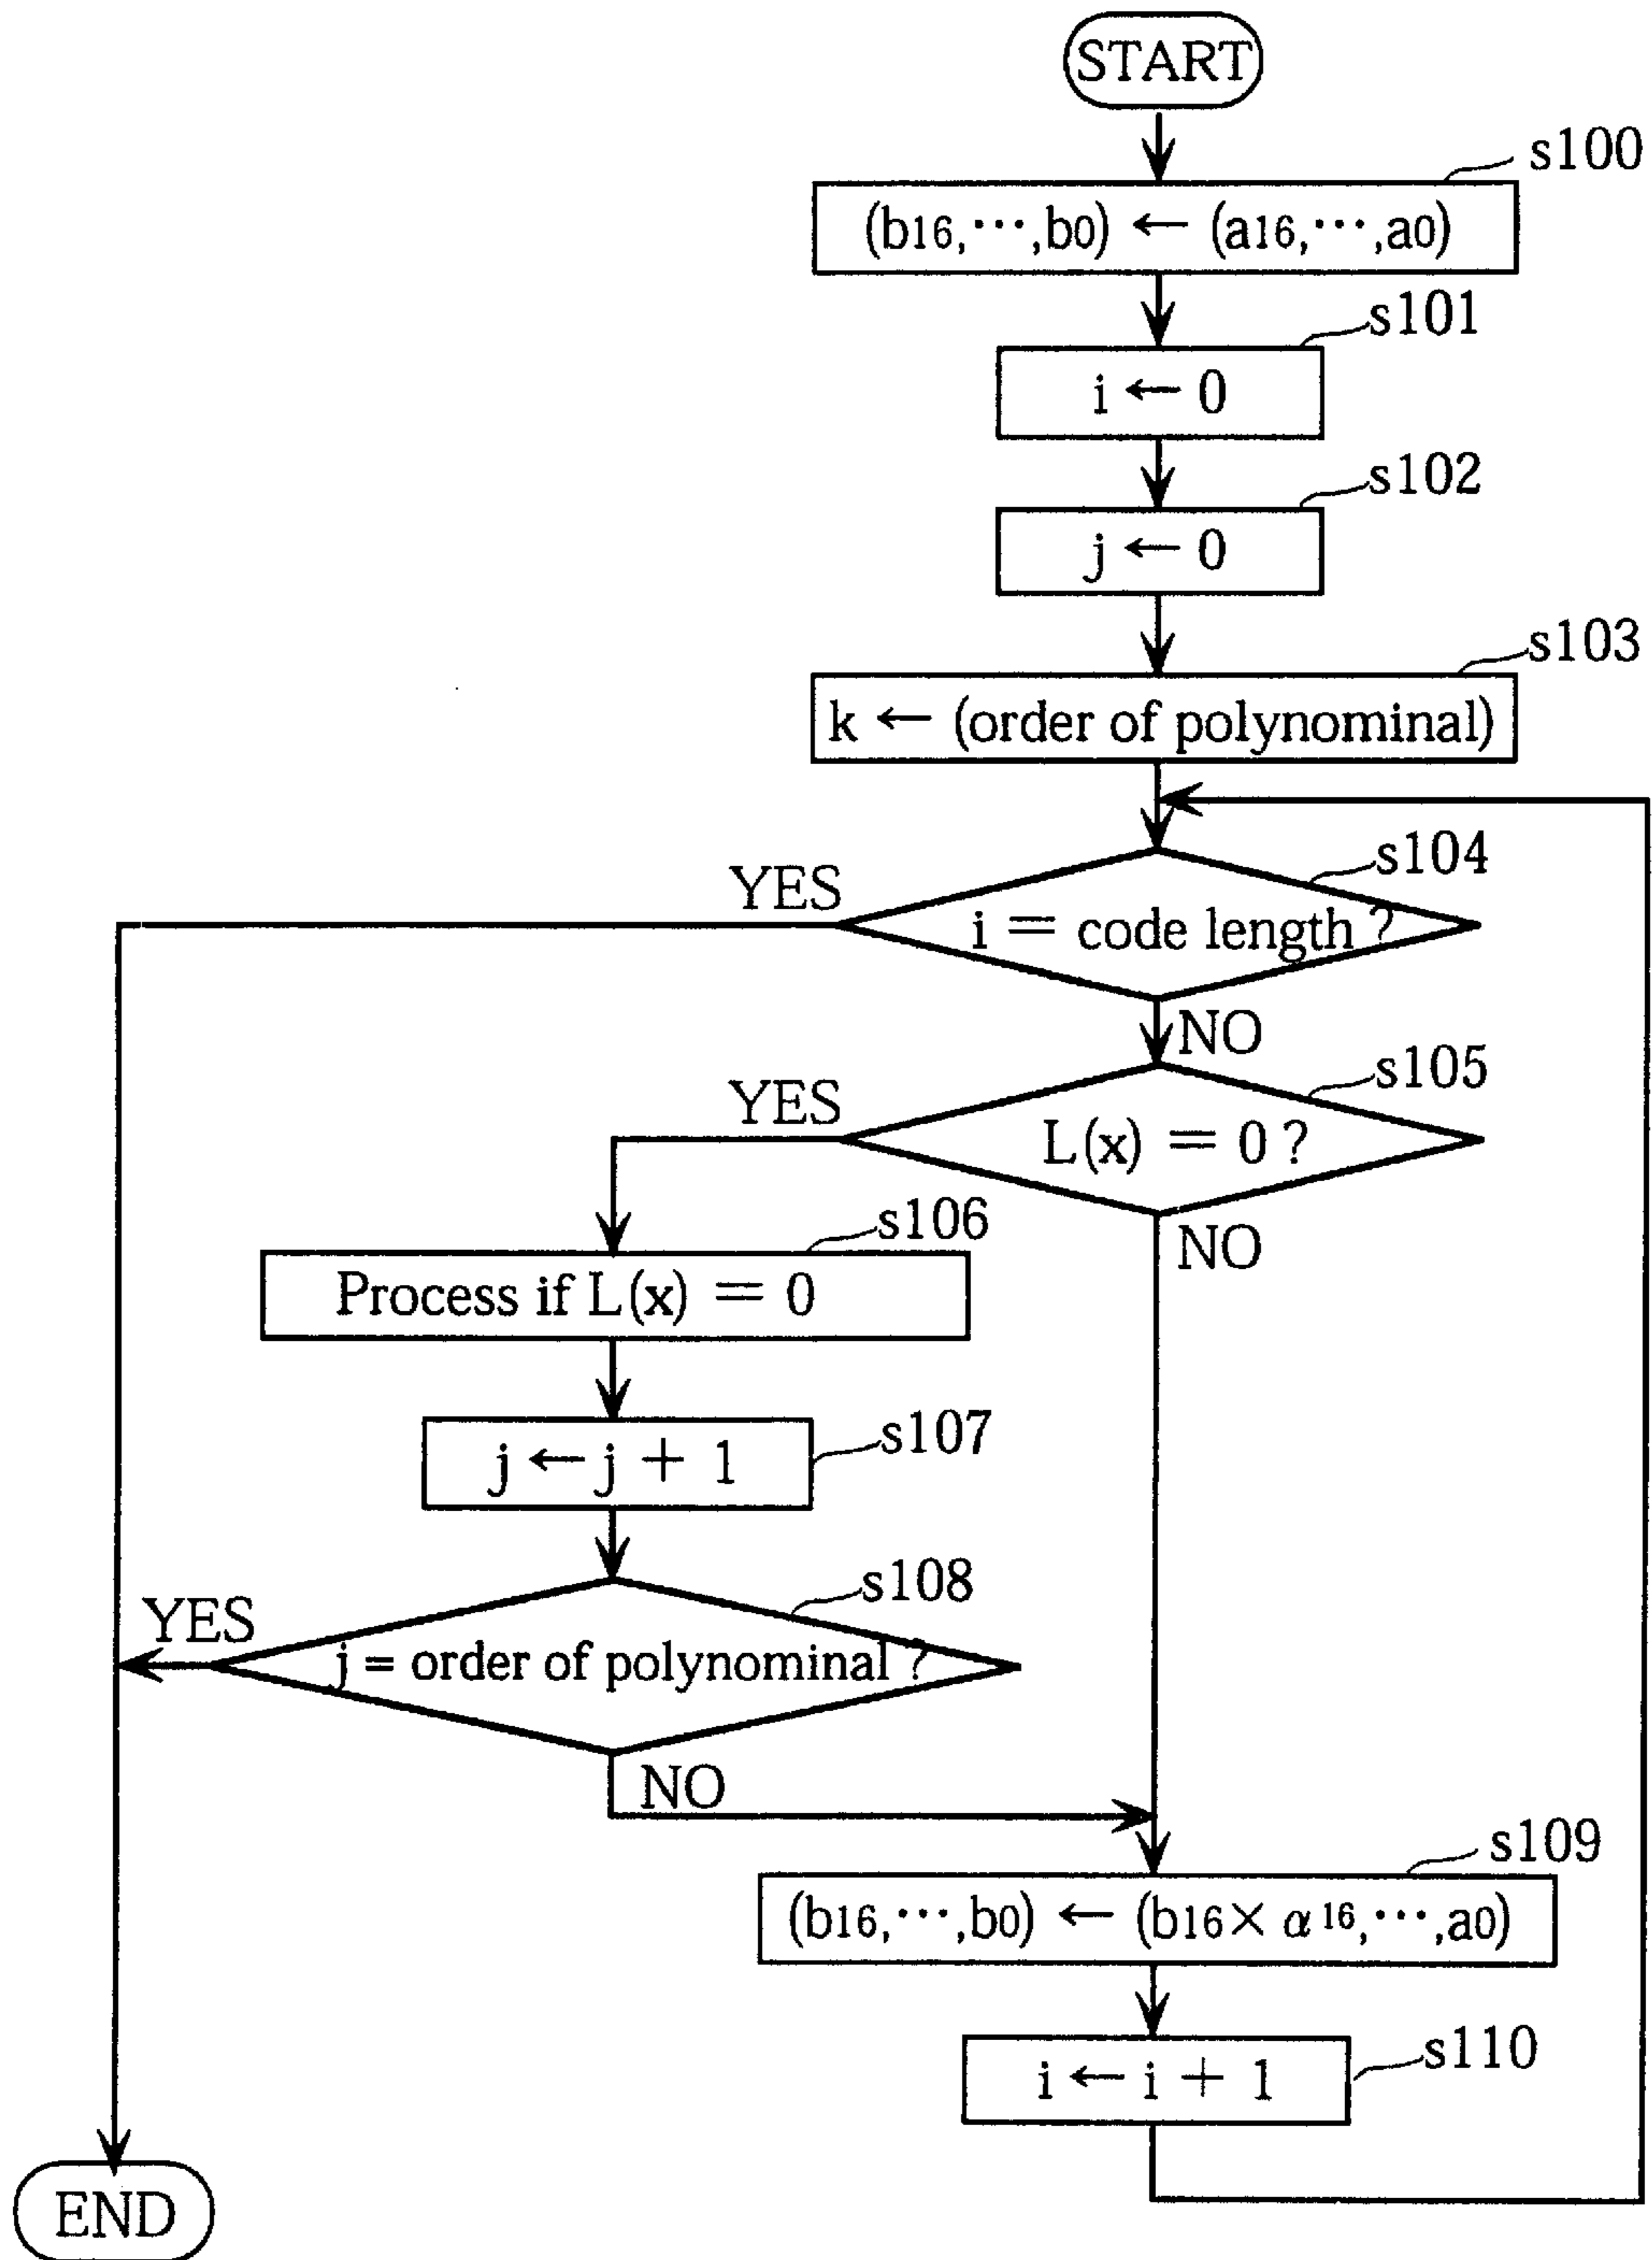 START
s100
(b16,⋯,b0) ← (a16,⋯,a0)
s101
i ← 0
s102
j ← 0
s103
k ← (order of polynominal)
s104
YES
i = code length ?
NO
s105
YES
L(x) = 0 ?
NO
s106
Process if L(x) = 0
s107
j ← j + 1
s108
YES
j = order of polynominal ?
NO
s109
(b16,⋯,b0) ← (b16× α16,⋯,a0)
s110
i ← i + 1
END